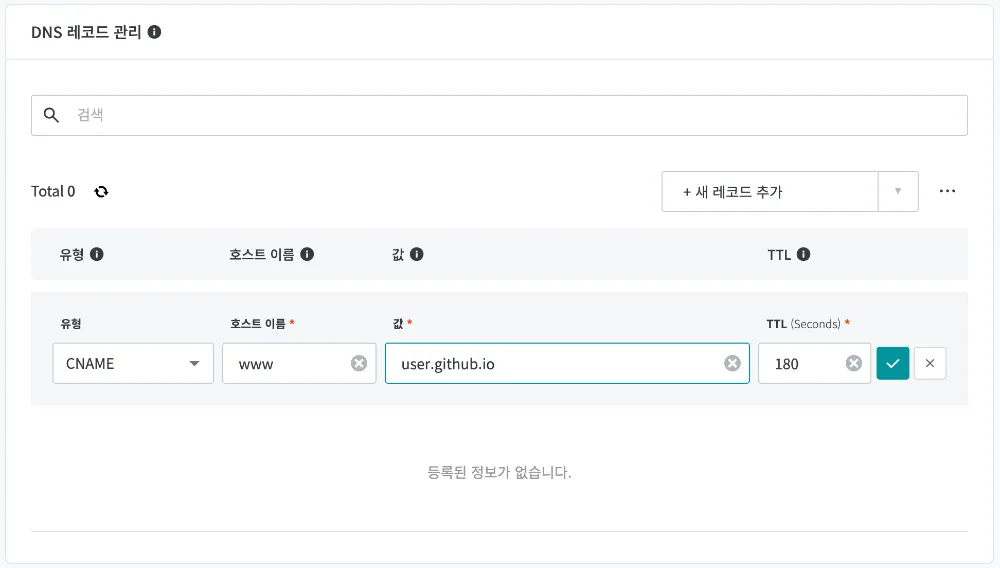 DNS 레코드 관리
검색
Total 0
+ 새 레코드 추가
유형 호스트 이름 값 TTL
유형 호스트 이름 * 값 * TTL (Seconds) *
CNAME www user.github.io 180
등록된 정보가 없습니다.